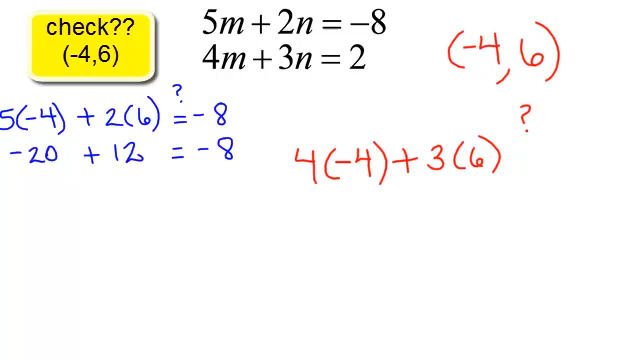 check??
(-4,6)
5m + 2n = −8
4m + 3n = 2
(-4, 6)
5(-4) + 2(6) ?= -8
-20 + 12 = -8
4(-4) + 3(6) ?